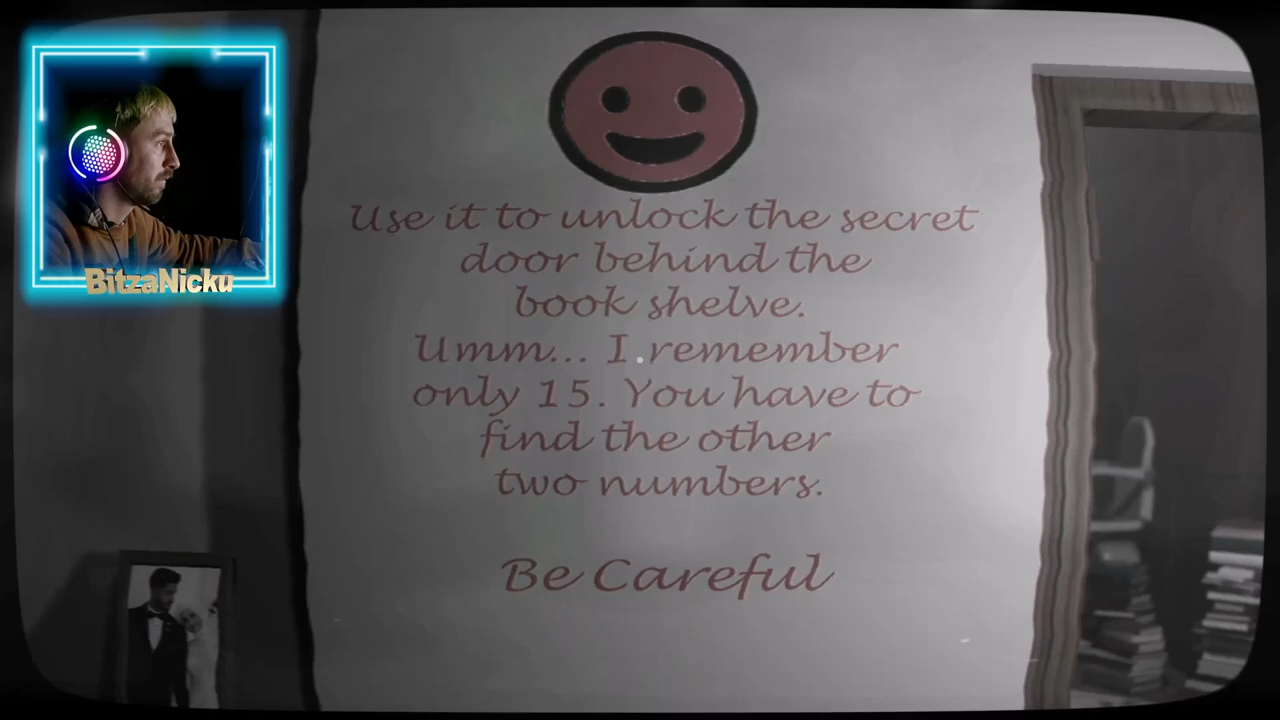 BitzaNicku
Use it to unlock the secret
door behind the
book shelve.
Umm... I remember
only 15. You have to
find the other
two numbers.
Be Careful